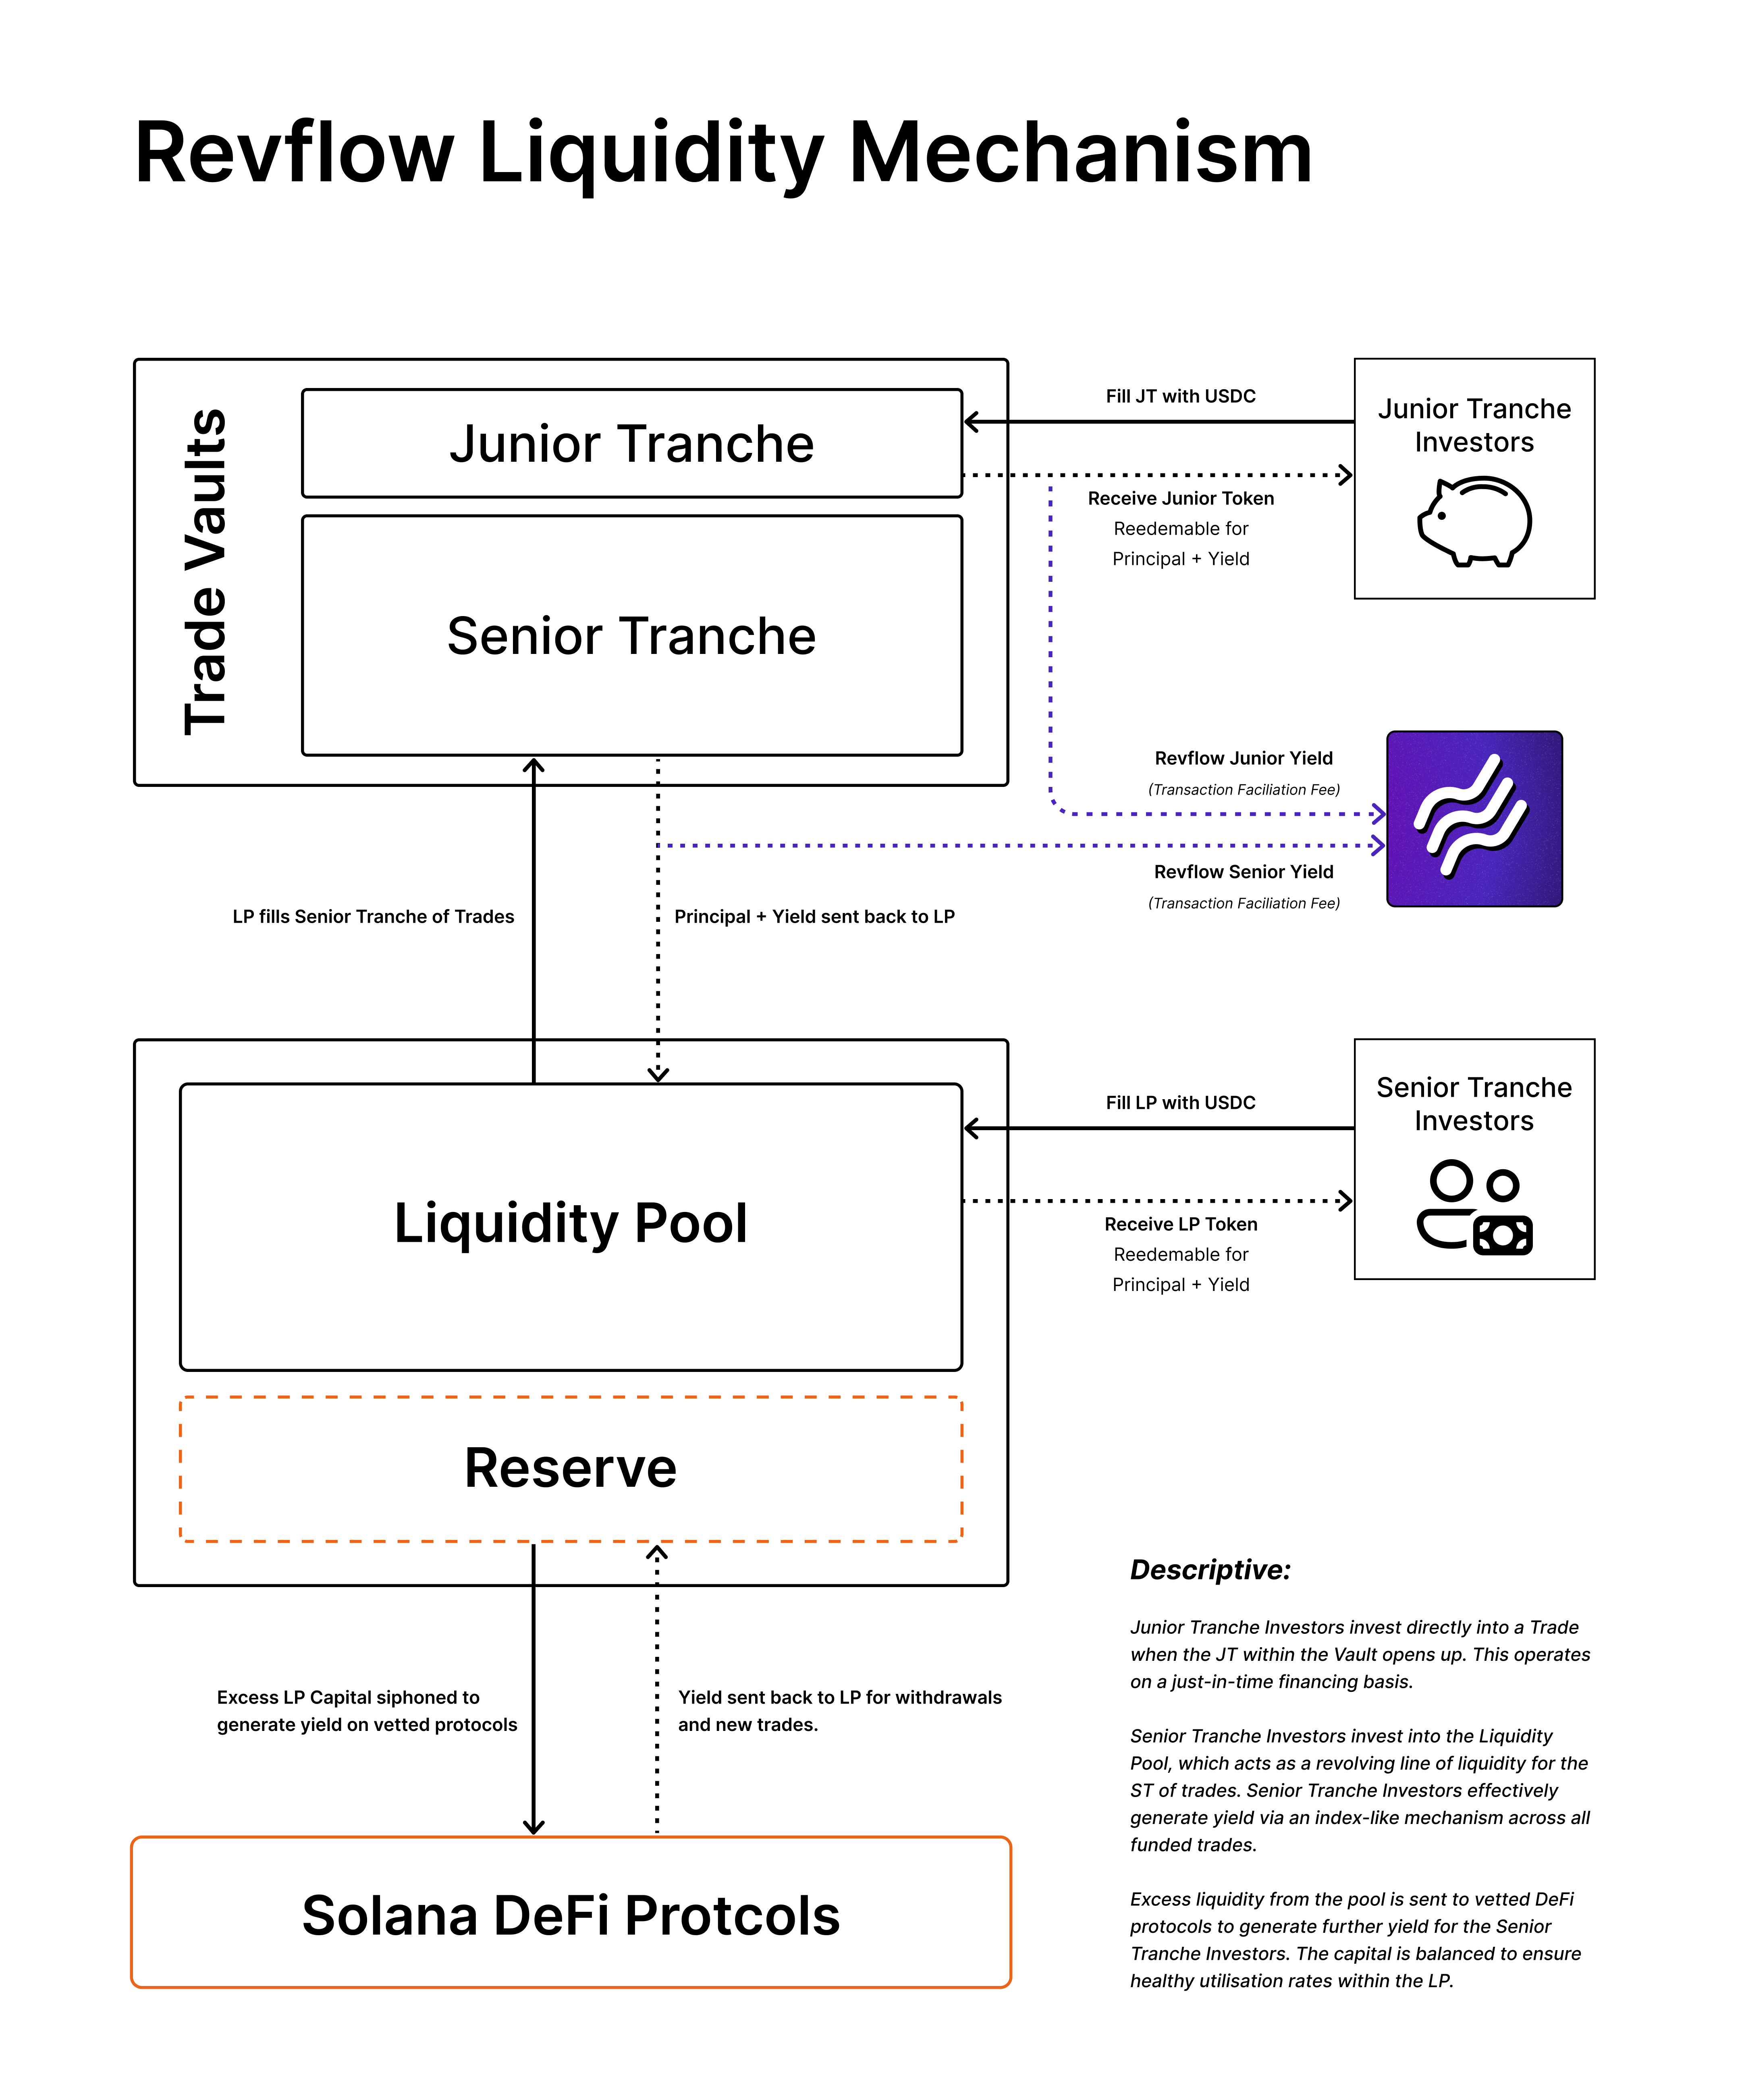 Revflow Liquidity Mechanism
Trade Vaults
Junior Tranche
Senior Tranche
Fill JT with USDC
Receive Junior Token
Reedemable for
Principal + Yield
Junior Tranche
Investors
Revflow Junior Yield
(Transaction Faciliation Fee)
Revflow Senior Yield
(Transaction Faciliation Fee)
LP fills Senior Tranche of Trades
Principal + Yield sent back to LP
Liquidity Pool
Reserve
Fill LP with USDC
Receive LP Token
Reedemable for
Principal + Yield
Senior Tranche
Investors
Excess LP Capital siphoned to
generate yield on vetted protocols
Yield sent back to LP for withdrawals
and new trades.
Solana DeFi Protcols
Descriptive:
Junior Tranche Investors invest directly into a Trade
when the JT within the Vault opens up. This operates
on a just-in-time financing basis.
Senior Tranche Investors invest into the Liquidity
Pool, which acts as a revolving line of liquidity for the
ST of trades. Senior Tranche Investors effectively
generate yield via an index-like mechanism across all
funded trades.
Excess liquidity from the pool is sent to vetted DeFi
protocols to generate further yield for the Senior
Tranche Investors. The capital is balanced to ensure
healthy utilisation rates within the LP.